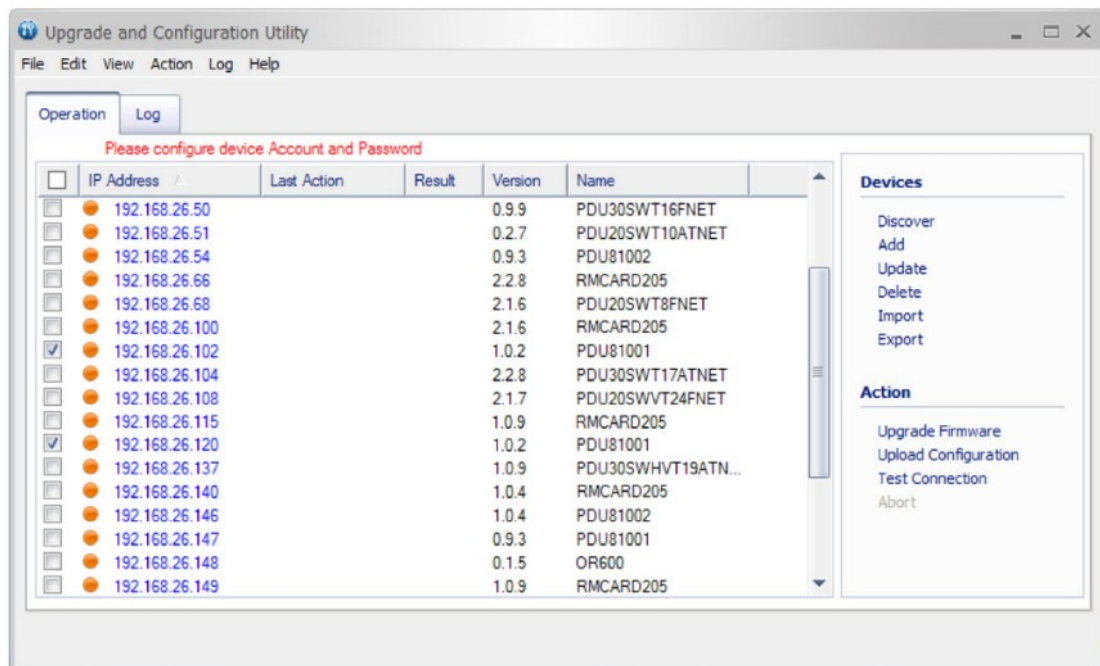 Upgrade and Configuration Utility
File Edit View Action Log Help
Operation Log
Please configure device Account and Password
IP Address Last Action Result Version Name
192.168.26.50 0.9.9 PDU30SWT16FNET
192.168.26.51 0.2.7 PDU20SWT10ATNET
192.168.26.54 0.9.3 PDU81002
192.168.26.66 2.2.8 RMCARD205
192.168.26.68 2.1.6 PDU20SWT8FNET
192.168.26.100 2.1.6 RMCARD205
192.168.26.102 1.0.2 PDU81001
192.168.26.104 2.2.8 PDU30SWT17ATNET
192.168.26.108 2.1.7 PDU20SWVT24FNET
192.168.26.115 1.0.9 RMCARD205
192.168.26.120 1.0.2 PDU81001
192.168.26.137 1.0.9 PDU30SWHVT19ATN...
192.168.26.140 1.0.4 RMCARD205
192.168.26.146 1.0.4 PDU81002
192.168.26.147 0.9.3 PDU81001
192.168.26.148 0.1.5 OR600
192.168.26.149 1.0.9 RMCARD205
Devices
Discover
Add
Update
Delete
Import
Export
Action
Upgrade Firmware
Upload Configuration
Test Connection
Abort